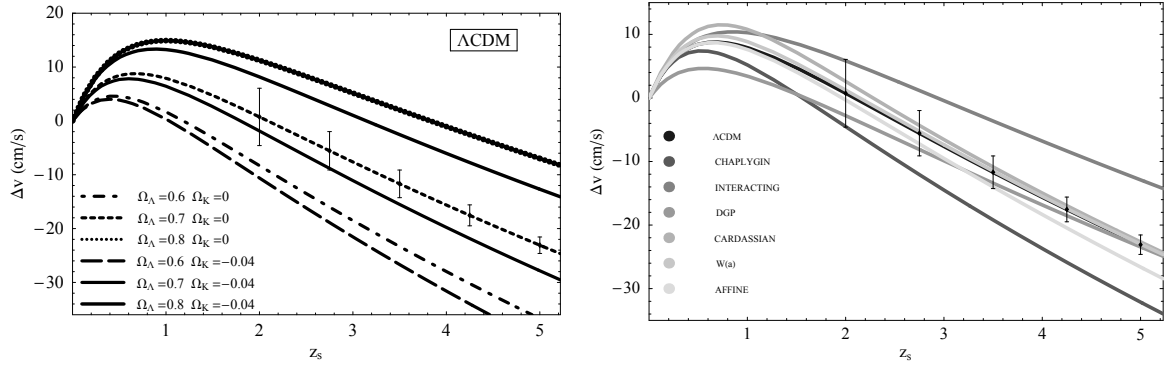 20
10
0
−10
−20
−30
Δv (cm/s)
ΛCDM
Ω_Λ=0.6 Ω_K=0
Ω_Λ=0.7 Ω_K=0
Ω_Λ=0.8 Ω_K=0
Ω_Λ=0.6 Ω_K=−0.04
Ω_Λ=0.7 Ω_K=−0.04
Ω_Λ=0.8 Ω_K=−0.04
1 2 3 4 5
z_s
10
0
−10
−20
−30
Δv (cm/s)
ΛCDM
CHAPLYGIN
INTERACTING
DGP
CARDASSIAN
W(a)
AFFINE
1 2 3 4 5
z_s